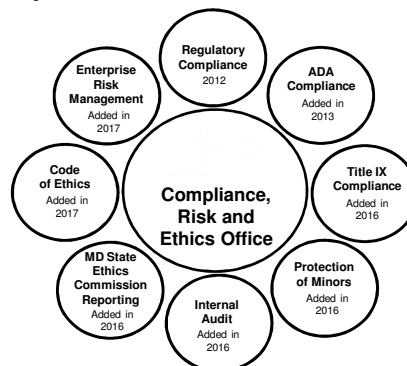 Regulatory
Compliance
2012
ADA
Compliance
Added in
2013
Title IX
Compliance
Added in
2016
Protection
of Minors
Added in
2016
Internal
Audit
Added in
2016
MD State
Ethics
Commission
Reporting
Added in
2016
Code
of Ethics
Added in
2017
Enterprise
Risk
Management
Added in
2017
Compliance,
Risk and
Ethics Office